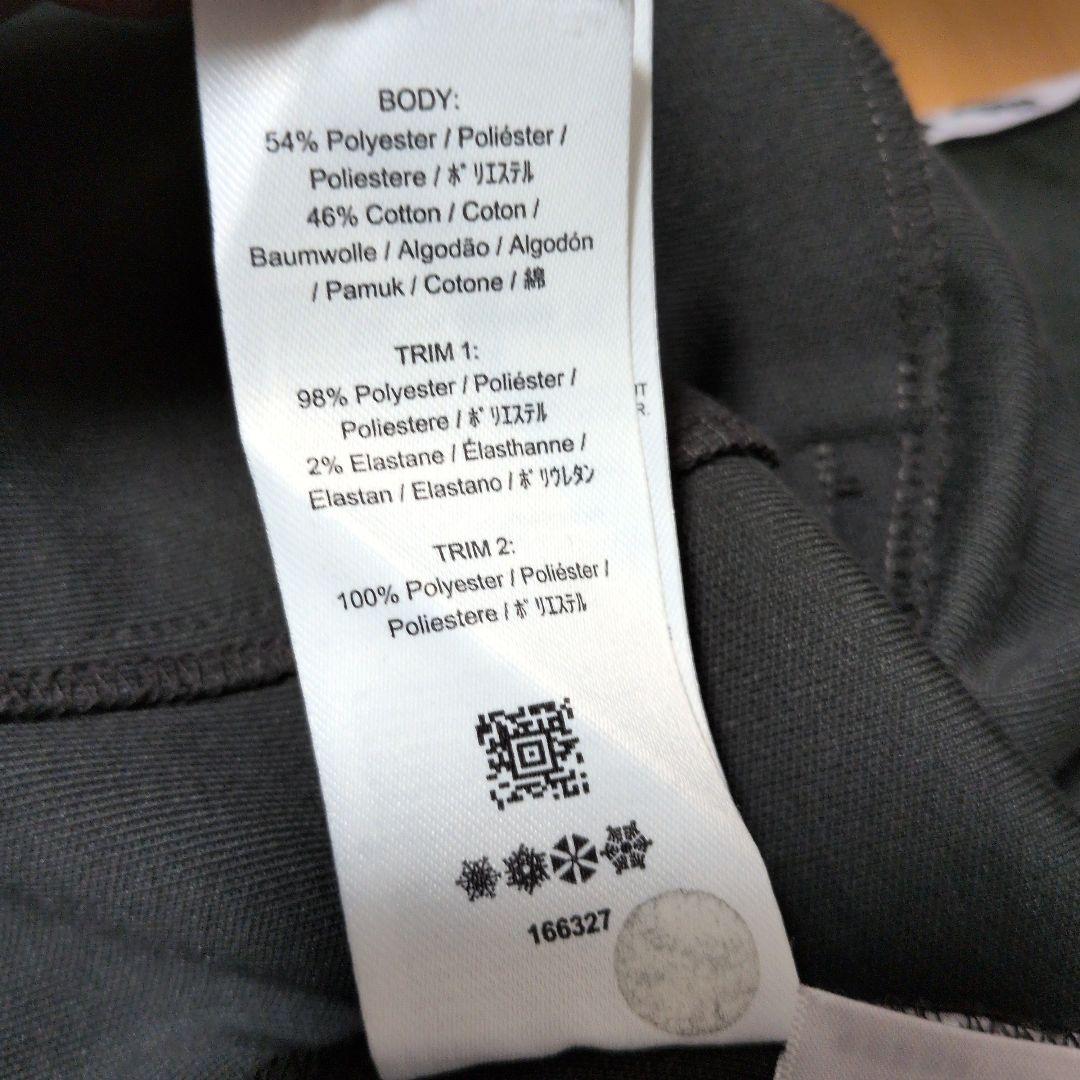 BODY:
54% Polyester / Poliéster /
Poliestere / ポリエステル
46% Cotton / Coton /
Baumwolle / Algodão / Algodón
/ Pamuk / Cotone / 綿
TRIM 1:
98% Polyester / Poliéster /
Poliestere / ポリエステル
2% Elastane / Élasthanne /
Elastan / Elastano / ポリウレタン
TRIM 2:
100% Polyester / Poliéster /
Poliestere / ポリエステル
166327